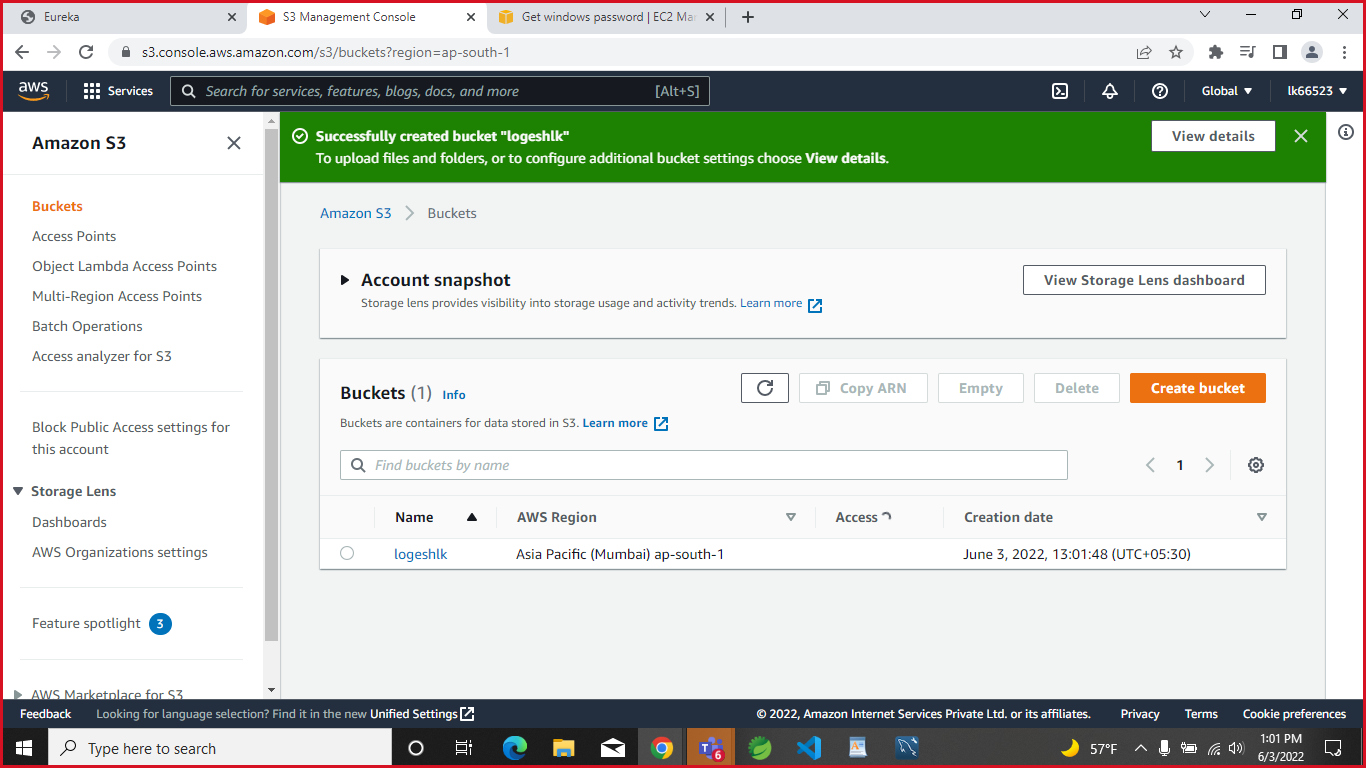 Eureka
S3 Management Console
Get windows password | EC2 Ma
s3.console.aws.amazon.com/s3/buckets?region=ap-south-1
aws
Services
Search for services, features, blogs, docs, and more
[Alt+S]
Global
lk66523
Amazon S3
Buckets
Access Points
Object Lambda Access Points
Multi-Region Access Points
Batch Operations
Access analyzer for S3
Block Public Access settings for
this account
Storage Lens
Dashboards
AWS Organizations settings
Feature spotlight 3
AWS Marketplace for S3
Successfully created bucket "logeshlk"
To upload files and folders, or to configure additional bucket settings choose View details.
View details
Amazon S3 Buckets
Account snapshot
Storage lens provides visibility into storage usage and activity trends. Learn more
View Storage Lens dashboard
Buckets (1) Info
Buckets are containers for data stored in S3. Learn more
Copy ARN
Empty
Delete
Create bucket
Find buckets by name
1
Name AWS Region Access Creation date
logeshlk Asia Pacific (Mumbai) ap-south-1 June 3, 2022, 13:01:48 (UTC+05:30)
Feedback
Looking for language selection? Find it in the new Unified Settings
© 2022, Amazon Internet Services Private Ltd. or its affiliates.
Privacy
Terms
Cookie preferences
Type here to search
6
57°F
1:01 PM
6/3/2022